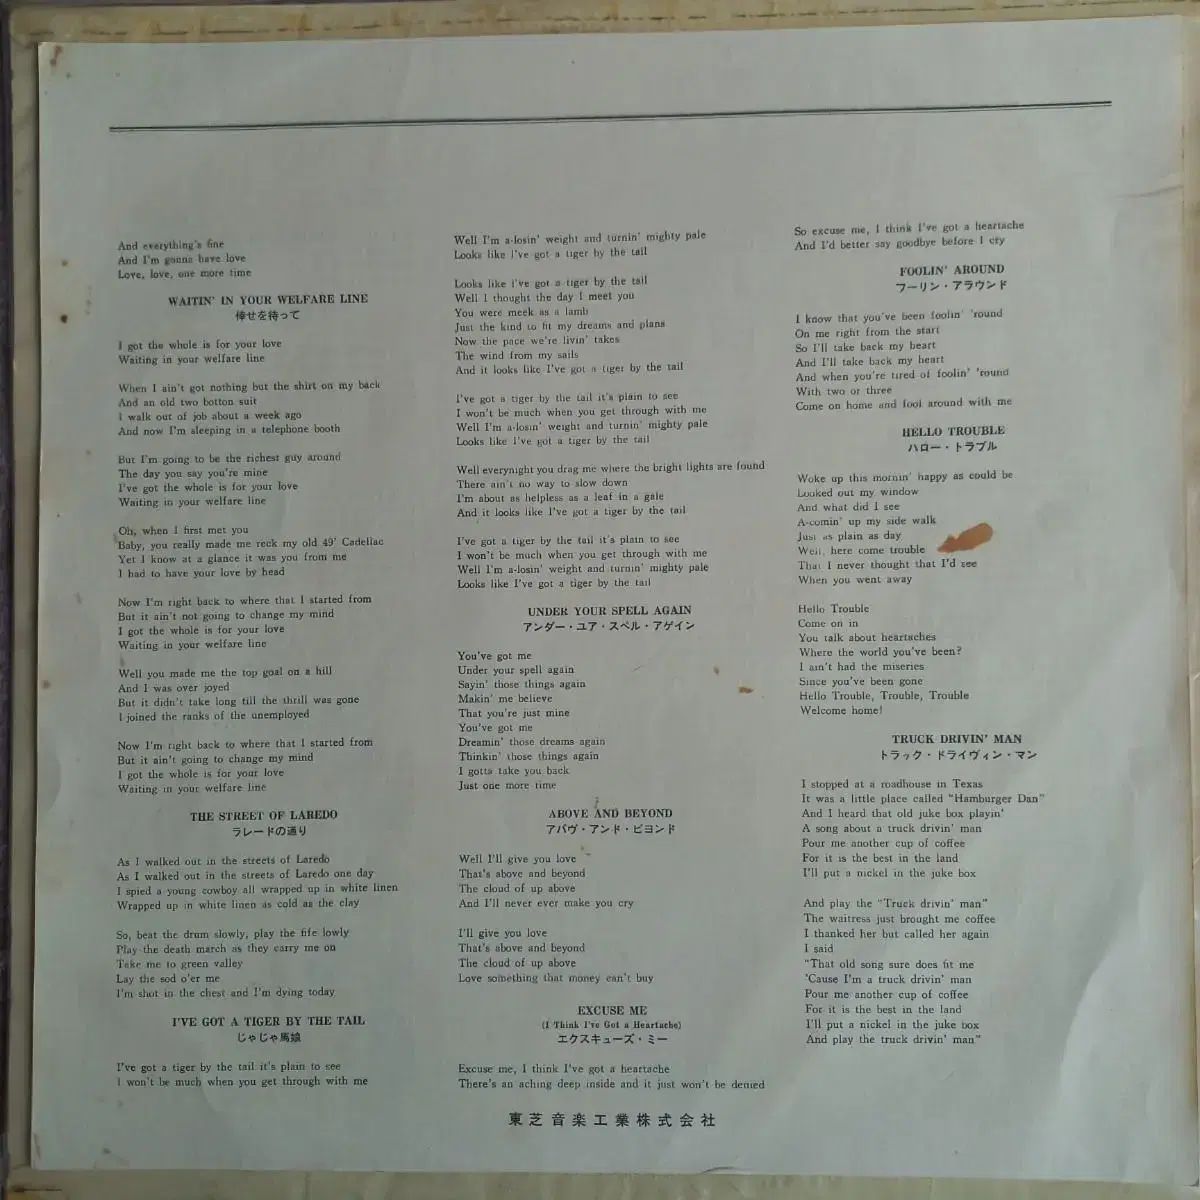 And everything's fine
And I'm gonna have love
Love, love, one more time
WAITIN' IN YOUR WELFARE LINE
倖せを待って
I got the whole is for your love
Waiting in your welfare line
When I ain't got nothing but the shirt on my back
And an old two botton suit
I walk out of job about a week ago
And now I'm sleeping in a telephone booth
But I'm going to be the richest guy around
The day you say you're mine
I've got the whole is for your love
Waiting in your welfare line
Oh, when I first met you
Baby, you really made me reck my old 49' Cadellac
Yet I know at a glance it was you from me
I had to have your love by head
Now I'm right back to where that I started from
But it ain't not going to change my mind
I got the whole is for your love
Waiting in your welfare line
Well you made me the top goal on a hill
And I was over joyed
But it didn't take long till the thrill was gone
I joined the ranks of the unemployed
Now I'm right back to where that I started from
But it ain't going to change my mind
I got the whole is for your love
Waiting in your welfare line
THE STREET OF LAREDO
ラレードの通り
As I walked out in the streets of Laredo
As I walked out in the streets of Laredo one day
I spied a young cowboy all wrapped up in white linen
Wrapped up in white linen as cold as the clay
So, beat the drum slowly, play the fife lowly
Play the death march as they carry me on
Take me to green valley
Lay the sod o'er me
I'm shot in the chest and I'm dying today
I'VE GOT A TIGER BY THE TAIL
じゃじゃ馬娘
I've got a tiger by the tail it's plain to see
I won't be much when you get through with me
Well I'm a-losin' weight and turnin' mighty pale
Looks like I've got a tiger by the tail
Looks like I've got a tiger by the tail
Well I thought the day I meet you
You were meek as a lamb
Just the kind to fit my dreams and plans
Now the pace we're livin' takes
The wind from my sails
And it looks like I've got a tiger by the tail
I've got a tiger by the tail it's plain to see
I won't be much when you get through with me
Well I'm a-losin' weight and turnin' mighty pale
Looks like I've got a tiger by the tail
Well everynight you drag me where the bright lights are found
There ain't no way to slow down
I'm about as helpless as a leaf in a gale
And it looks like I've got a tiger by the tail
I've got a tiger by the tail it's plain to see
I won't be much when you get through with me
Well I'm a-losin' weight and turnin' mighty pale
Looks like I've got a tiger by the tail
UNDER YOUR SPELL AGAIN
アンダー・ユア・スペル・アゲイン
You've got me
Under your spell again
Sayin' those things again
Makin' me believe
That you're just mine
You've got me
Dreamin' those dreams again
Thinkin' those things again
I gotta take you back
Just one more time
ABOVE AND BEYOND
アバヴ・アンド・ビヨンド
Well I'll give you love
That's above and beyond
The cloud of up above
And I'll never ever make you cry
I'll give you love
That's above and beyond
The cloud of up above
Love something that money can't buy
EXCUSE ME
(I Think I've Got a Heartache)
エクスキューズ・ミー
Excuse me, I think I've got a heartache
There's an aching deep inside and it just won't be denied
So excuse me, I think I've got a heartache
And I'd better say goodbye before I cry
FOOLIN' AROUND
フーリン・アラウンド
I know that you've been foolin' 'round
On me right from the start
So I'll take back my heart
And I'll take back my heart
And when you're tired of foolin' 'round
With two or three
Come on home and fool around with me
HELLO TROUBLE
ハロー・トラブル
Woke up this mornin' happy as could be
Looked out my window
And what did I see
A-comin' up my side walk
Just as plain as day
Well, here come trouble
That I never thought that I'd see
When you went away
Hello Trouble
Come on in
You talk about heartaches
Where the world you've been?
I ain't had the miseries
Since you've been gone
Hello Trouble, Trouble, Trouble
Welcome home!
TRUCK DRIVIN' MAN
トラック・ドライヴィン・マン
I stopped at a roadhouse in Texas
It was a little place called "Hamburger Dan"
And I heard that old juke box playin'
A song about a truck drivin' man
Pour me another cup of coffee
For it is the best in the land
I'll put a nickel in the juke box
And play the "Truck drivin' man"
The waitress just brought me coffee
I thanked her but called her again
I said
"That old song sure does fit me
'Cause I'm a truck drivin' man
Pour me another cup of coffee
For it is the best in the land
I'll put a nickel in the juke box
And play the truck drivin' man"
東芝音楽工業株式会社